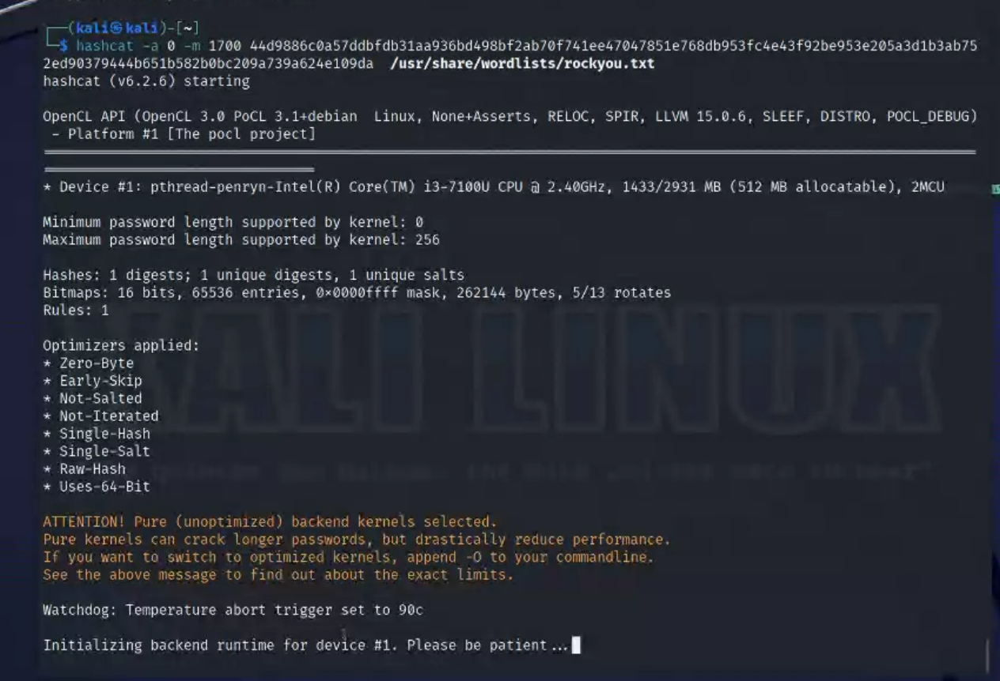 ┌──(kali㉿kali)-[~]
└─$ hashcat -a 0 -m 1700 44d9886c0a57ddbfdb31aa936bd498bf2ab70f741ee47047851e768db953fc4e43f92be953e205a3d1b3ab75
2ed90379444b651b582b0bc209a739a624e109da /usr/share/wordlists/rockyou.txt
hashcat (v6.2.6) starting
OpenCL API (OpenCL 3.0 PoCL 3.1+debian  Linux, None+Asserts, RELOC, SPIR, LLVM 15.0.6, SLEEF, DISTRO, POCL_DEBUG)
- Platform #1 [The pocl project]
* Device #1: pthread-penryn-Intel(R) Core(TM) i3-7100U CPU @ 2.40GHz, 1433/2931 MB (512 MB allocatable), 2MCU
Minimum password length supported by kernel: 0
Maximum password length supported by kernel: 256
Hashes: 1 digests; 1 unique digests, 1 unique salts
Bitmaps: 16 bits, 65536 entries, 0×0000ffff mask, 262144 bytes, 5/13 rotates
Rules: 1
KALI LINUX
Optimizers applied:
* Zero-Byte
* Early-Skip
* Not-Salted
* Not-Iterated
* Single-Hash
* Single-Salt
* Raw-Hash
* Uses-64-Bit
ATTENTION! Pure (unoptimized) backend kernels selected.
Pure kernels can crack longer passwords, but drastically reduce performance.
If you want to switch to optimized kernels, append -O to your commandline.
See the above message to find out about the exact limits.
Watchdog: Temperature abort trigger set to 90c
Initializing backend runtime for device #1. Please be patient...